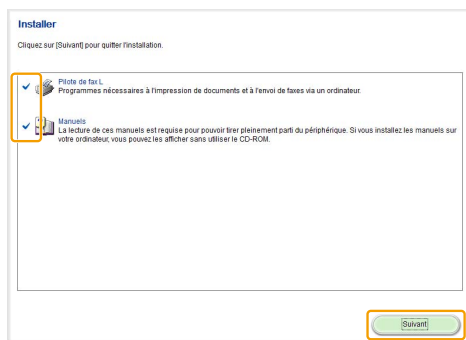 Installer
Cliquez sur [Suivant] pour quitter l'installation.
Pilote de fax L
Programmes nécessaires à l'impression de documents et à l'envoi de faxes via un ordinateur.
Manuels
La lecture de ces manuels est requise pour pouvoir tirer pleinement parti du périphérique. Si vous installez les manuels sur
votre ordinateur, vous pouvez les afficher sans utiliser le CD-ROM.
Suivant